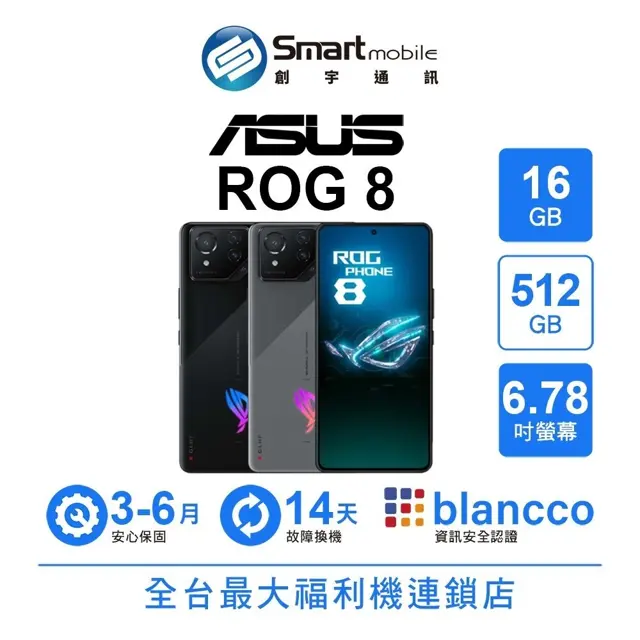 Smart mobile
創宇通訊
ASUS
ROG 8
16
GB
512
GB
6.78
吋螢幕
ROG
PHONE
8
3-6月
安心保固
14天
故障換機
blancco
資訊安全認證
全台最大福利機連鎖店